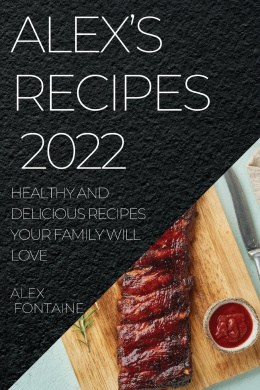 ALEX'S
RECIPES
2022
HEALTHY AND
DELICIOUS RECIPES
YOUR FAMILY WILL
LOVE
ALEX
FONTAINE